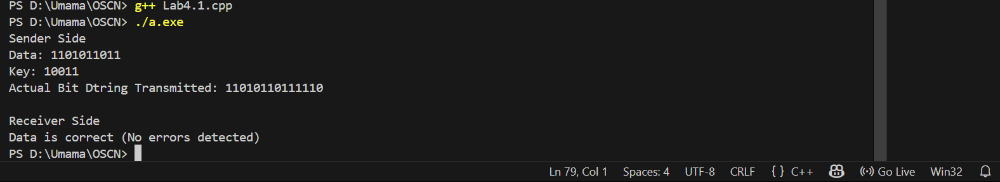 PS D:\Umama\OSCN> g++ Lab4.1.cpp
PS D:\Umama\OSCN> ./a.exe
Sender Side
Data: 1101011011
Key: 10011
Actual Bit Dtring Transmitted: 11010110111110
Receiver Side
Data is correct (No errors detected)
PS D:\Umama\OSCN>
Ln 79, Col 1 Spaces: 4 UTF-8 CRLF { } C++ Go Live Win32